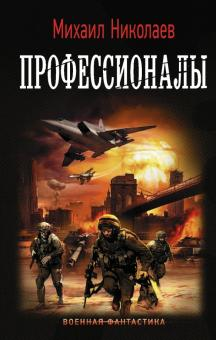 Михаил Николаев
ПРОФЕССИОНАЛЫ
ВОЕННАЯ ФАНТАСТИКА